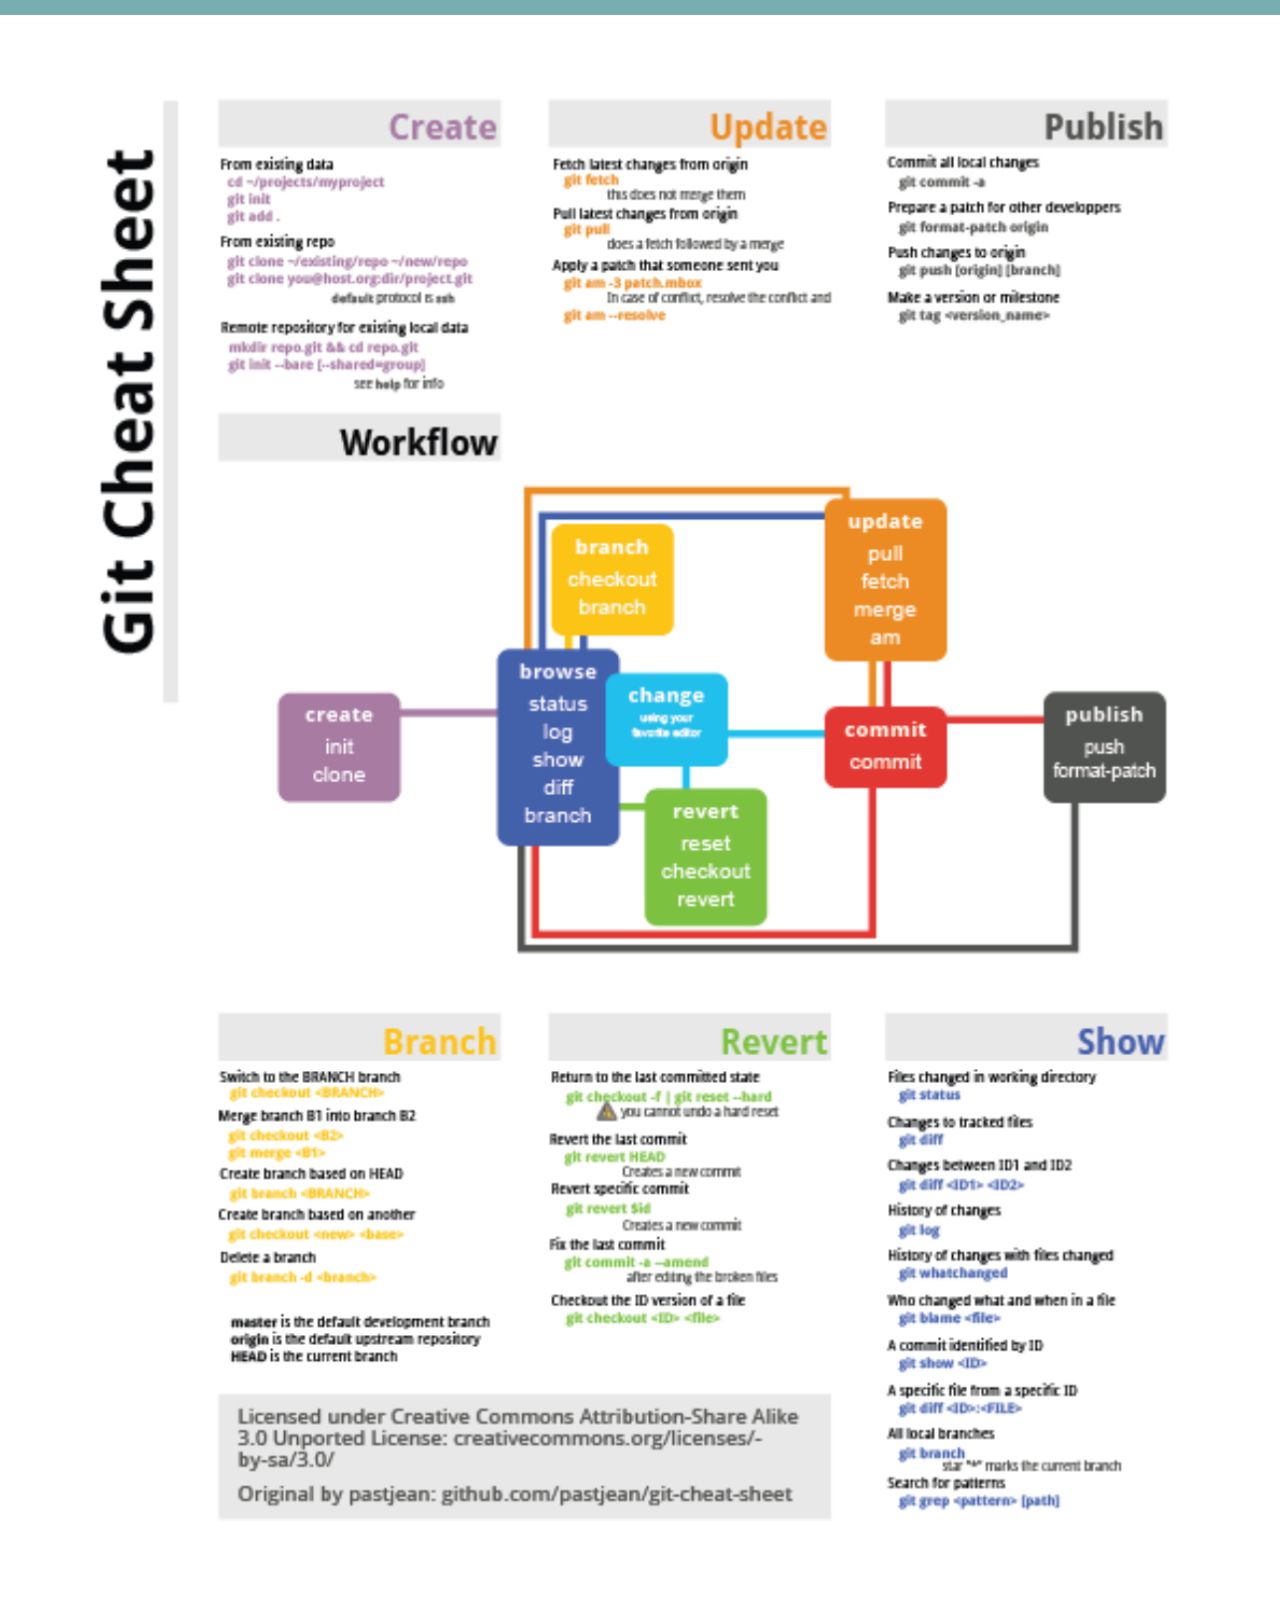 Git Cheat Sheet
Create
From existing data
cd ~/projects/myproject
git init
git add .
From existing repo
git clone ~/existing/repo ~/new/repo
git clone you@host.org:dir/project.git
default protocol is ssh
Remote repository for existing local data
mkdir repo.git && cd repo.git
git init --bare [--shared=group]
see help for info
Update
Fetch latest changes from origin
git fetch
this does not merge them
Pull latest changes from origin
git pull
does a fetch followed by a merge
Apply a patch that someone sent you
git am -3 patch.mbox
In case of conflict, resolve the conflict and
git am --resolve
Publish
Commit all local changes
git commit -a
Prepare a patch for other developpers
git format-patch origin
Push changes to origin
git push [origin] [branch]
Make a version or milestone
git tag <version_name>
Workflow
create
init
clone
browse
status
log
show
diff
branch
branch
checkout
branch
change
using your
favorite editor
revert
reset
checkout
revert
update
pull
fetch
merge
am
commit
commit
publish
push
format-patch
Branch
Switch to the BRANCH branch
git checkout <BRANCH>
Merge branch B1 into branch B2
git checkout <B2>
git merge <B1>
Create branch based on HEAD
git branch <BRANCH>
Create branch based on another
git checkout <new> <base>
Delete a branch
git branch -d <branch>
master is the default development branch
origin is the default upstream repository
HEAD is the current branch
Revert
Return to the last committed state
git checkout -f | git reset --hard
you cannot undo a hard reset
Revert the last commit
git revert HEAD
Creates a new commit
Revert specific commit
git revert $id
Creates a new commit
Fix the last commit
git commit -a --amend
after editing the broken files
Checkout the ID version of a file
git checkout <ID> <file>
Show
Files changed in working directory
git status
Changes to tracked files
git diff
Changes between ID1 and ID2
git diff <ID1> <ID2>
History of changes
git log
History of changes with files changed
git whatchanged
Who changed what and when in a file
git blame <file>
A commit identified by ID
git show <ID>
A specific file from a specific ID
git diff <ID>:<FILE>
All local branches
git branch
star "*" marks the current branch
Search for patterns
git grep <pattern> [path]
Licensed under Creative Commons Attribution-Share Alike
3.0 Unported License: creativecommons.org/licenses/-
by-sa/3.0/
Original by pastjean: github.com/pastjean/git-cheat-sheet